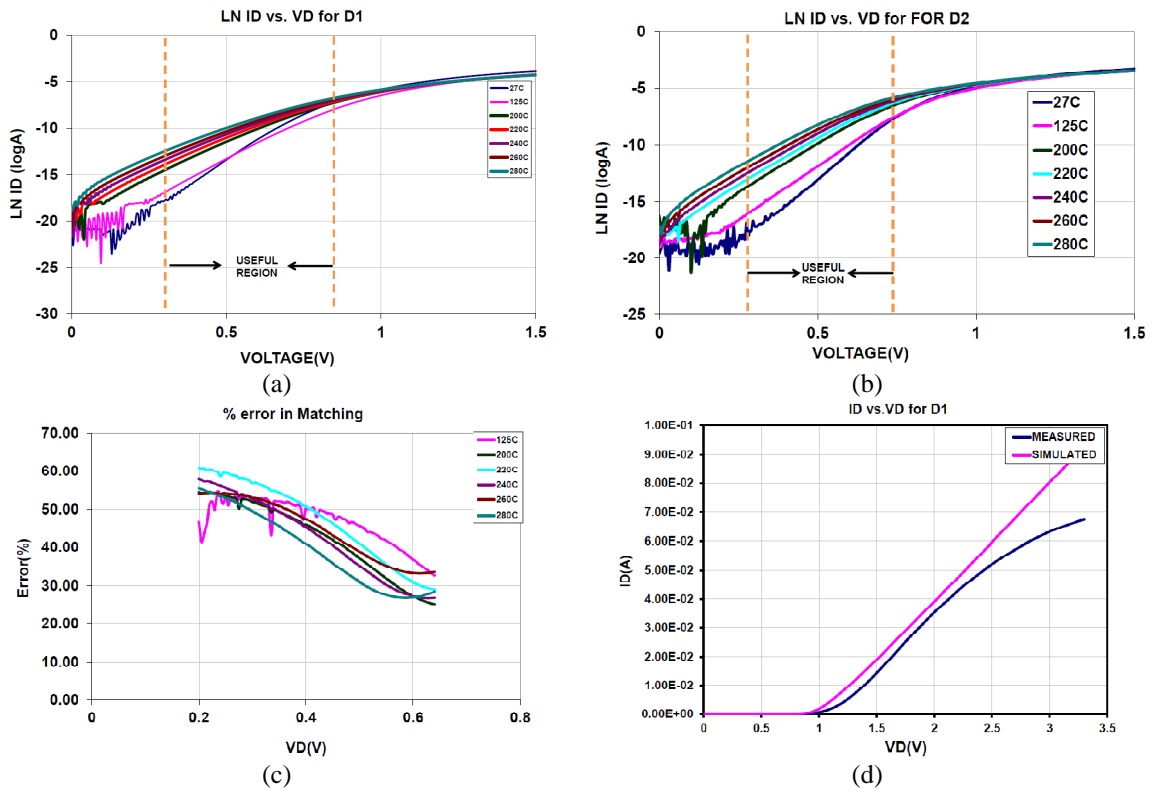 LN ID vs. VD for D1
LN ID (logA)
0
-5
-10
-15
-20
-25
-30
0
0.5
1
1.5
VOLTAGE(V)
USEFUL
REGION
27C
125C
200C
220C
240C
260C
280C
(a)
LN ID vs. VD for FOR D2
LN ID (logA)
0
-5
-10
-15
-20
-25
0
0.5
1
1.5
VOLTAGE(V)
USEFUL
REGION
27C
125C
200C
220C
240C
260C
280C
(b)
% error in Matching
Error(%)
70.00
60.00
50.00
40.00
30.00
20.00
10.00
0.00
0
0.2
0.4
0.6
0.8
VD(V)
125C
200C
220C
240C
260C
280C
(c)
ID vs.VD for D1
ID(A)
1.00E-01
9.00E-02
8.00E-02
7.00E-02
6.00E-02
5.00E-02
4.00E-02
3.00E-02
2.00E-02
1.00E-02
0.00E+00
0
0.5
1
1.5
2
2.5
3
3.5
VD(V)
MEASURED
SIMULATED
(d)